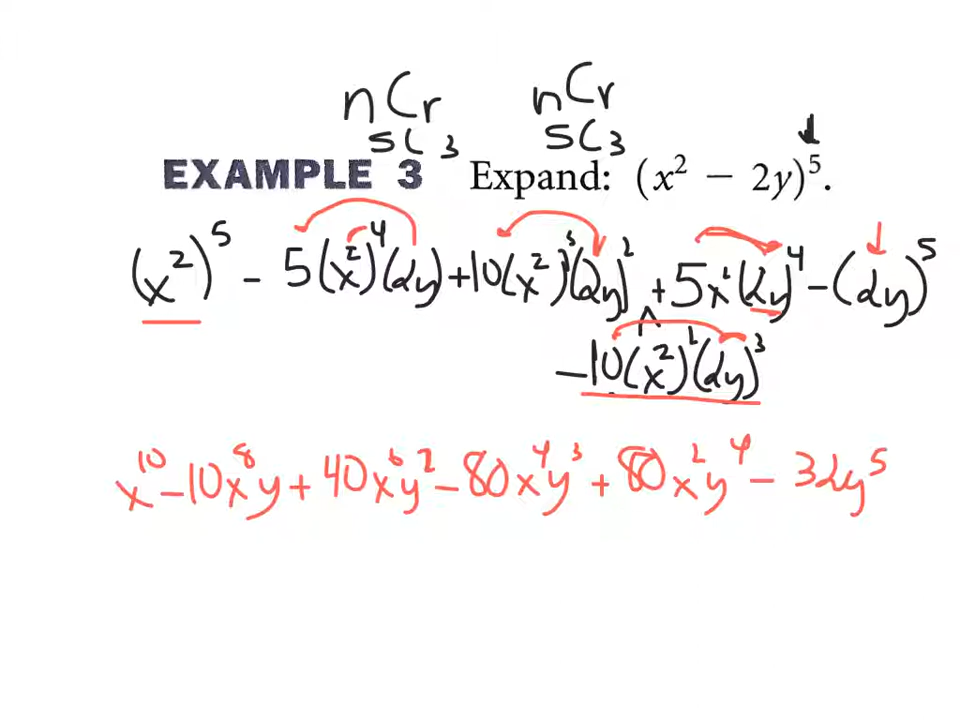 nCr nCr
5C3 5C3
EXAMPLE 3 Expand: (x² − 2y)⁵.
(x²)⁵ − 5(x²)⁴(2y) + 10(x²)³(2y)² + 5x²(2y)⁴ − (2y)⁵
− 10(x²)²(2y)³
x¹⁰ − 10x⁸y + 40x⁶y² − 80x⁴y³ + 80x²y⁴ − 32y⁵